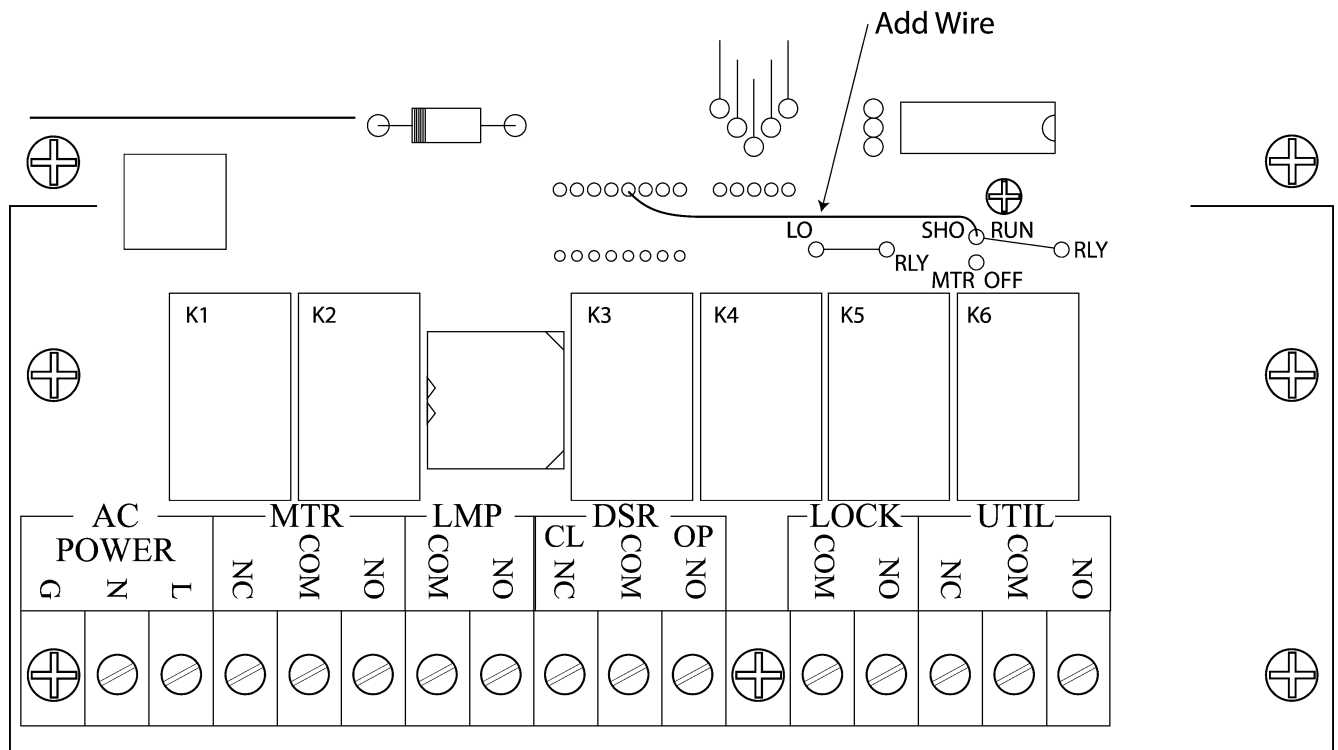 Add Wire
LO
SHO RUN
RLY
RLY
MTR OFF
K1
K2
K3
K4
K5
K6
AC POWER
MTR
LMP
DSR
LOCK
UTIL
CL
OP
G
N
L
NC
COM
NO
COM
NO
NC
COM
NO
COM
NO
NC
COM
NO